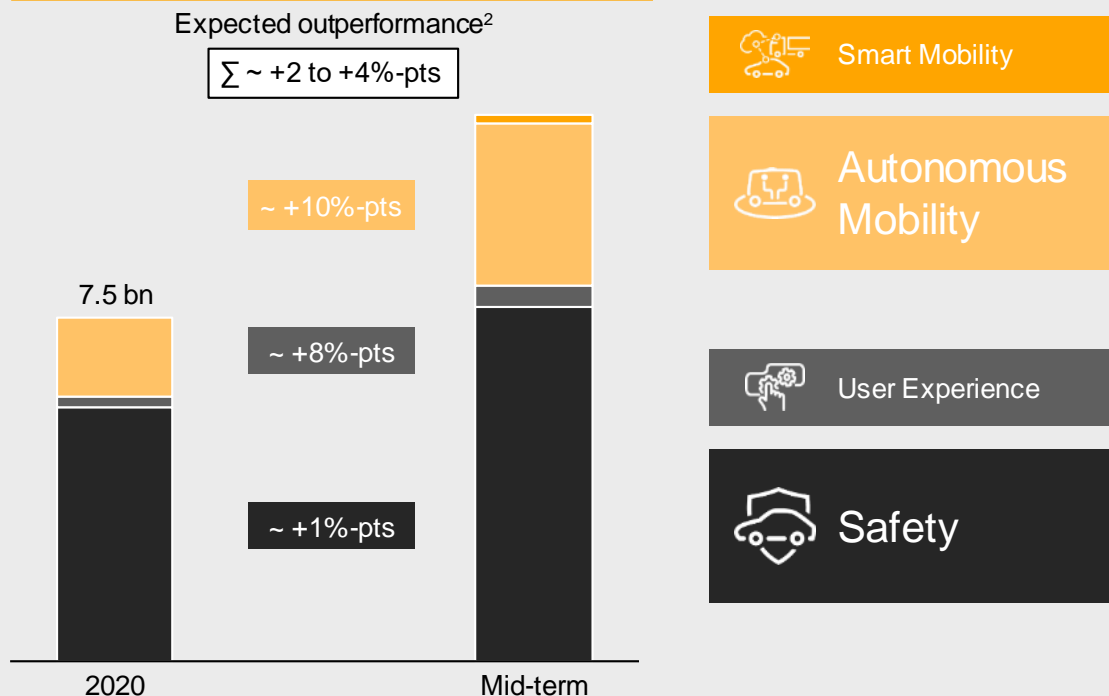 Expected outperformance²
∑ ~ +2 to +4%-pts
~ +10%-pts
7.5 bn
~ +8%-pts
~ +1%-pts
2020
Mid-term
Smart Mobility
Autonomous
Mobility
User Experience
Safety